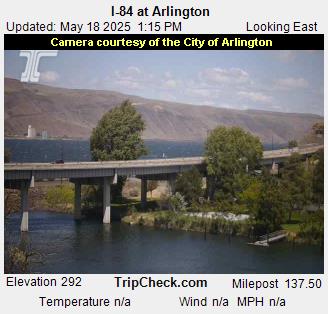 I-84 at Arlington
Updated: May 18 2025 1:15 PM Looking East
Camera courtesy of the City of Arlington
Elevation 292 TripCheck.com Milepost 137.50
Temperature n/a Wind n/a MPH n/a